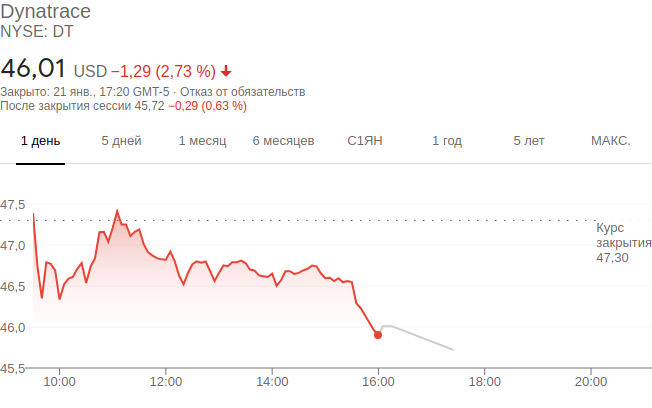 Dynatrace
NYSE: DT
46,01 USD −1,29 (2,73 %)
Закрыто: 21 янв., 17:20 GMT-5 · Отказ от обязательств
После закрытия сессии 45,72 −0,29 (0,63 %)
1 день 5 дней 1 месяц 6 месяцев С1ЯН 1 год 5 лет МАКС.
47,5
Курс
закрытия
47,30
47,0
46,5
46,0
45,5
10:00 12:00 14:00 16:00 18:00 20:00